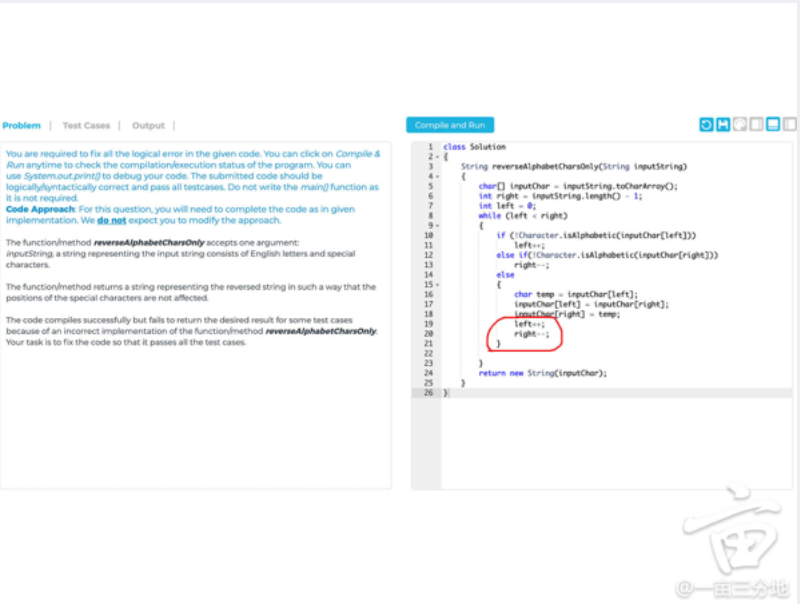 Problem | Test Cases | Output |
You are required to fix all the logical error in the given code. You can click on Compile &
Run anytime to check the compilation/execution status of the program. You can
use System.out.print() to debug your code. The submitted code should be
logically/syntactically correct and pass all testcases. Do not write the main() function as
it is not required.
Code Approach: For this question, you will need to complete the code as in given
implementation. We do not expect you to modify the approach.
The function/method reverseAlphabetCharsOnly accepts one argument:
inputString, a string representing the input string consists of English letters and special
characters.
The function/method returns a string representing the reversed string in such a way that the
positions of the special characters are not affected.
The code compiles successfully but fails to return the desired result for some test cases
because of an incorrect implementation of the function/method reverseAlphabetCharsOnly.
Your task is to fix the code so that it passes all the test cases.
Compile and Run
1 class Solution
2 {
3 String reverseAlphabetCharsOnly(String inputString)
4 {
5 char[] inputChar = inputString.toCharArray();
6 int right = inputString.length() - 1;
7 int left = 0;
8 while (left < right)
9 {
10 if (!Character.isAlphabetic(inputChar[left]))
11 left++;
12 else if(!Character.isAlphabetic(inputChar[right]))
13 right--;
14 else
15 {
16 char temp = inputChar[left];
17 inputChar[left] = inputChar[right];
18 inputChar[right] = temp;
19 left++;
20 right--;
21 }
22
23 }
24 return new String(inputChar);
25 }
26 }
亩
@一亩三分地